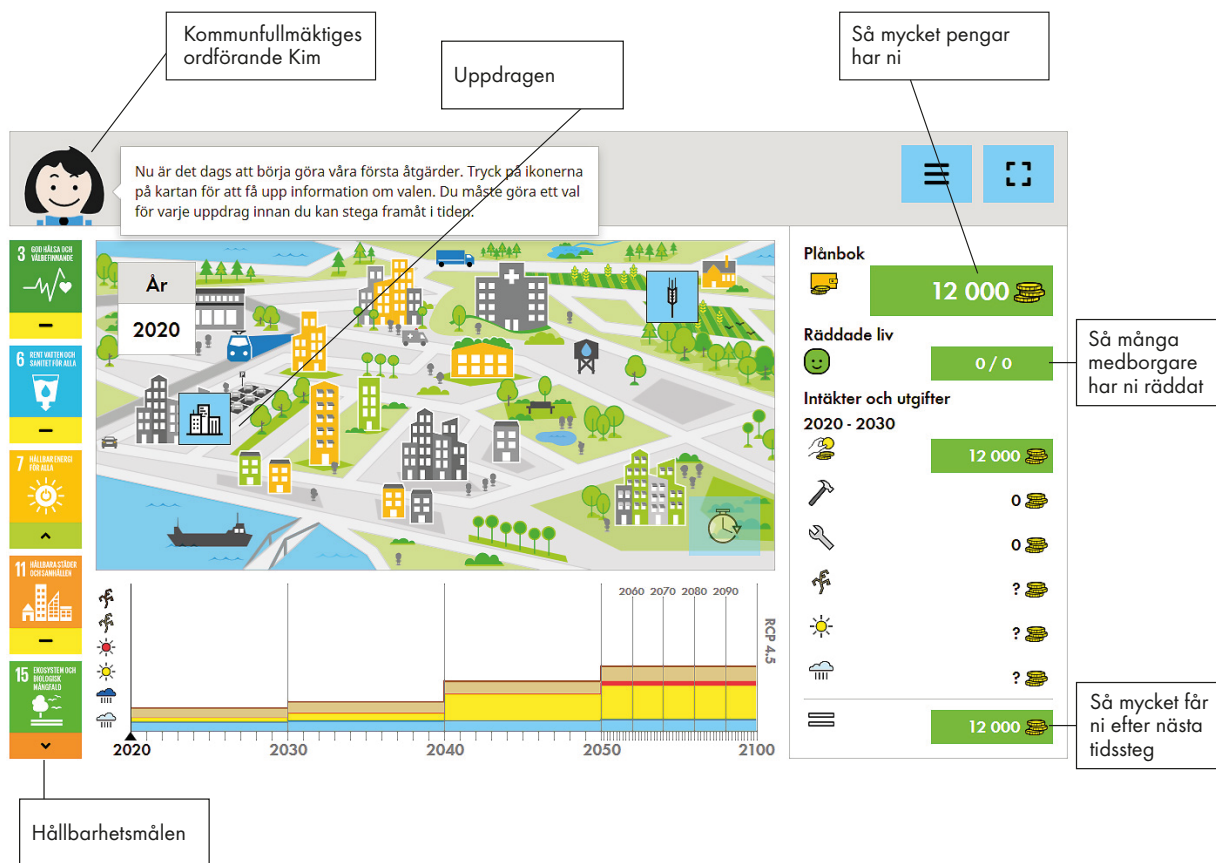 Kommunfullmäktiges
ordförande Kim
Uppdragen
Så mycket pengar
har ni
Nu är det dags att börja göra våra första åtgärder. Tryck på ikonerna
på kartan för att få upp information om valen. Du måste göra ett val
för varje uppdrag innan du kan stega framåt i tiden.
3 GOD HÄLSA OCH
VÄLBEFINNANDE
6 RENT VATTEN OCH
SANITET FÖR ALLA
7 HÅLLBAR ENERGI
FÖR ALLA
11 HÅLLBARA STÄDER
OCH SAMHÄLLEN
15 EKOSYSTEM OCH
BIOLOGISK
MÅNGFALD
År
2020
Plånbok
12 000
Räddade liv
0 / 0
Så många
medborgare
har ni räddat
Intäkter och utgifter
2020 - 2030
12 000
0
0
?
?
?
12 000
Så mycket får
ni efter nästa
tidssteg
2060 2070 2080 2090
RCP 4.5
2020 2030 2040 2050 2100
Hållbarhetsmålen